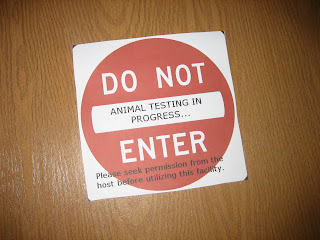 DO NOT
ANIMAL TESTING IN
PROGRESS...
ENTER
Please seek permission from the
host before utilizing this facility.